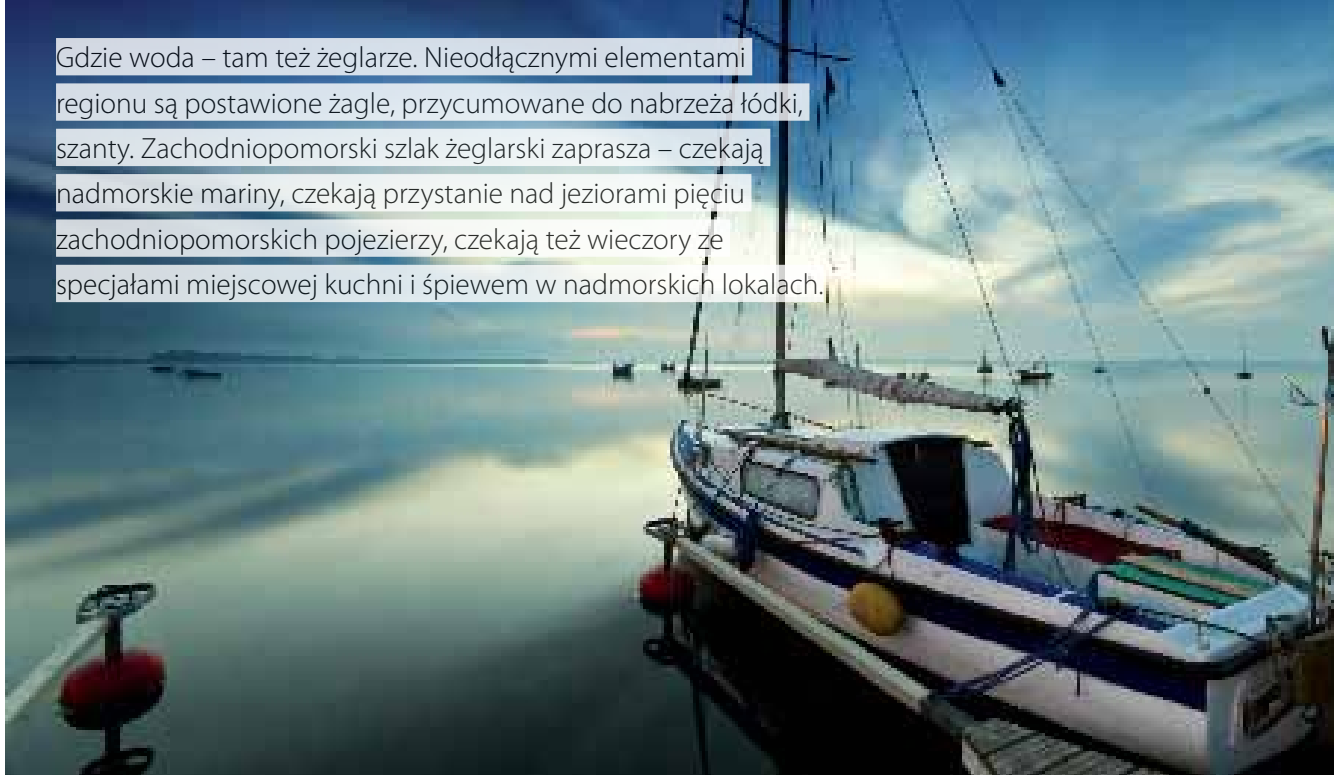 Gdzie woda – tam też żeglarze. Nieodłącznymi elementami
regionu są postawione żagle, przycumowane do nabrzeża łódki,
szanty. Zachodniopomorski szlak żeglarski zaprasza – czekają
nadmorskie mariny, czekają przystanie nad jeziorami pięciu
zachodniopomorskich pojezierzy, czekają też wieczory ze
specjałami miejscowej kuchni i śpiewem w nadmorskich lokalach.